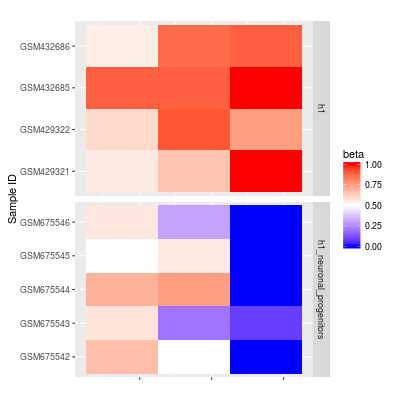 GSM432686
GSM432685
GSM429322
GSM429321
h1
GSM675546
GSM675545
GSM675544
GSM675543
GSM675542
h1_neuronal_progenitors
Sample ID
beta
1.00
0.75
0.50
0.25
0.00